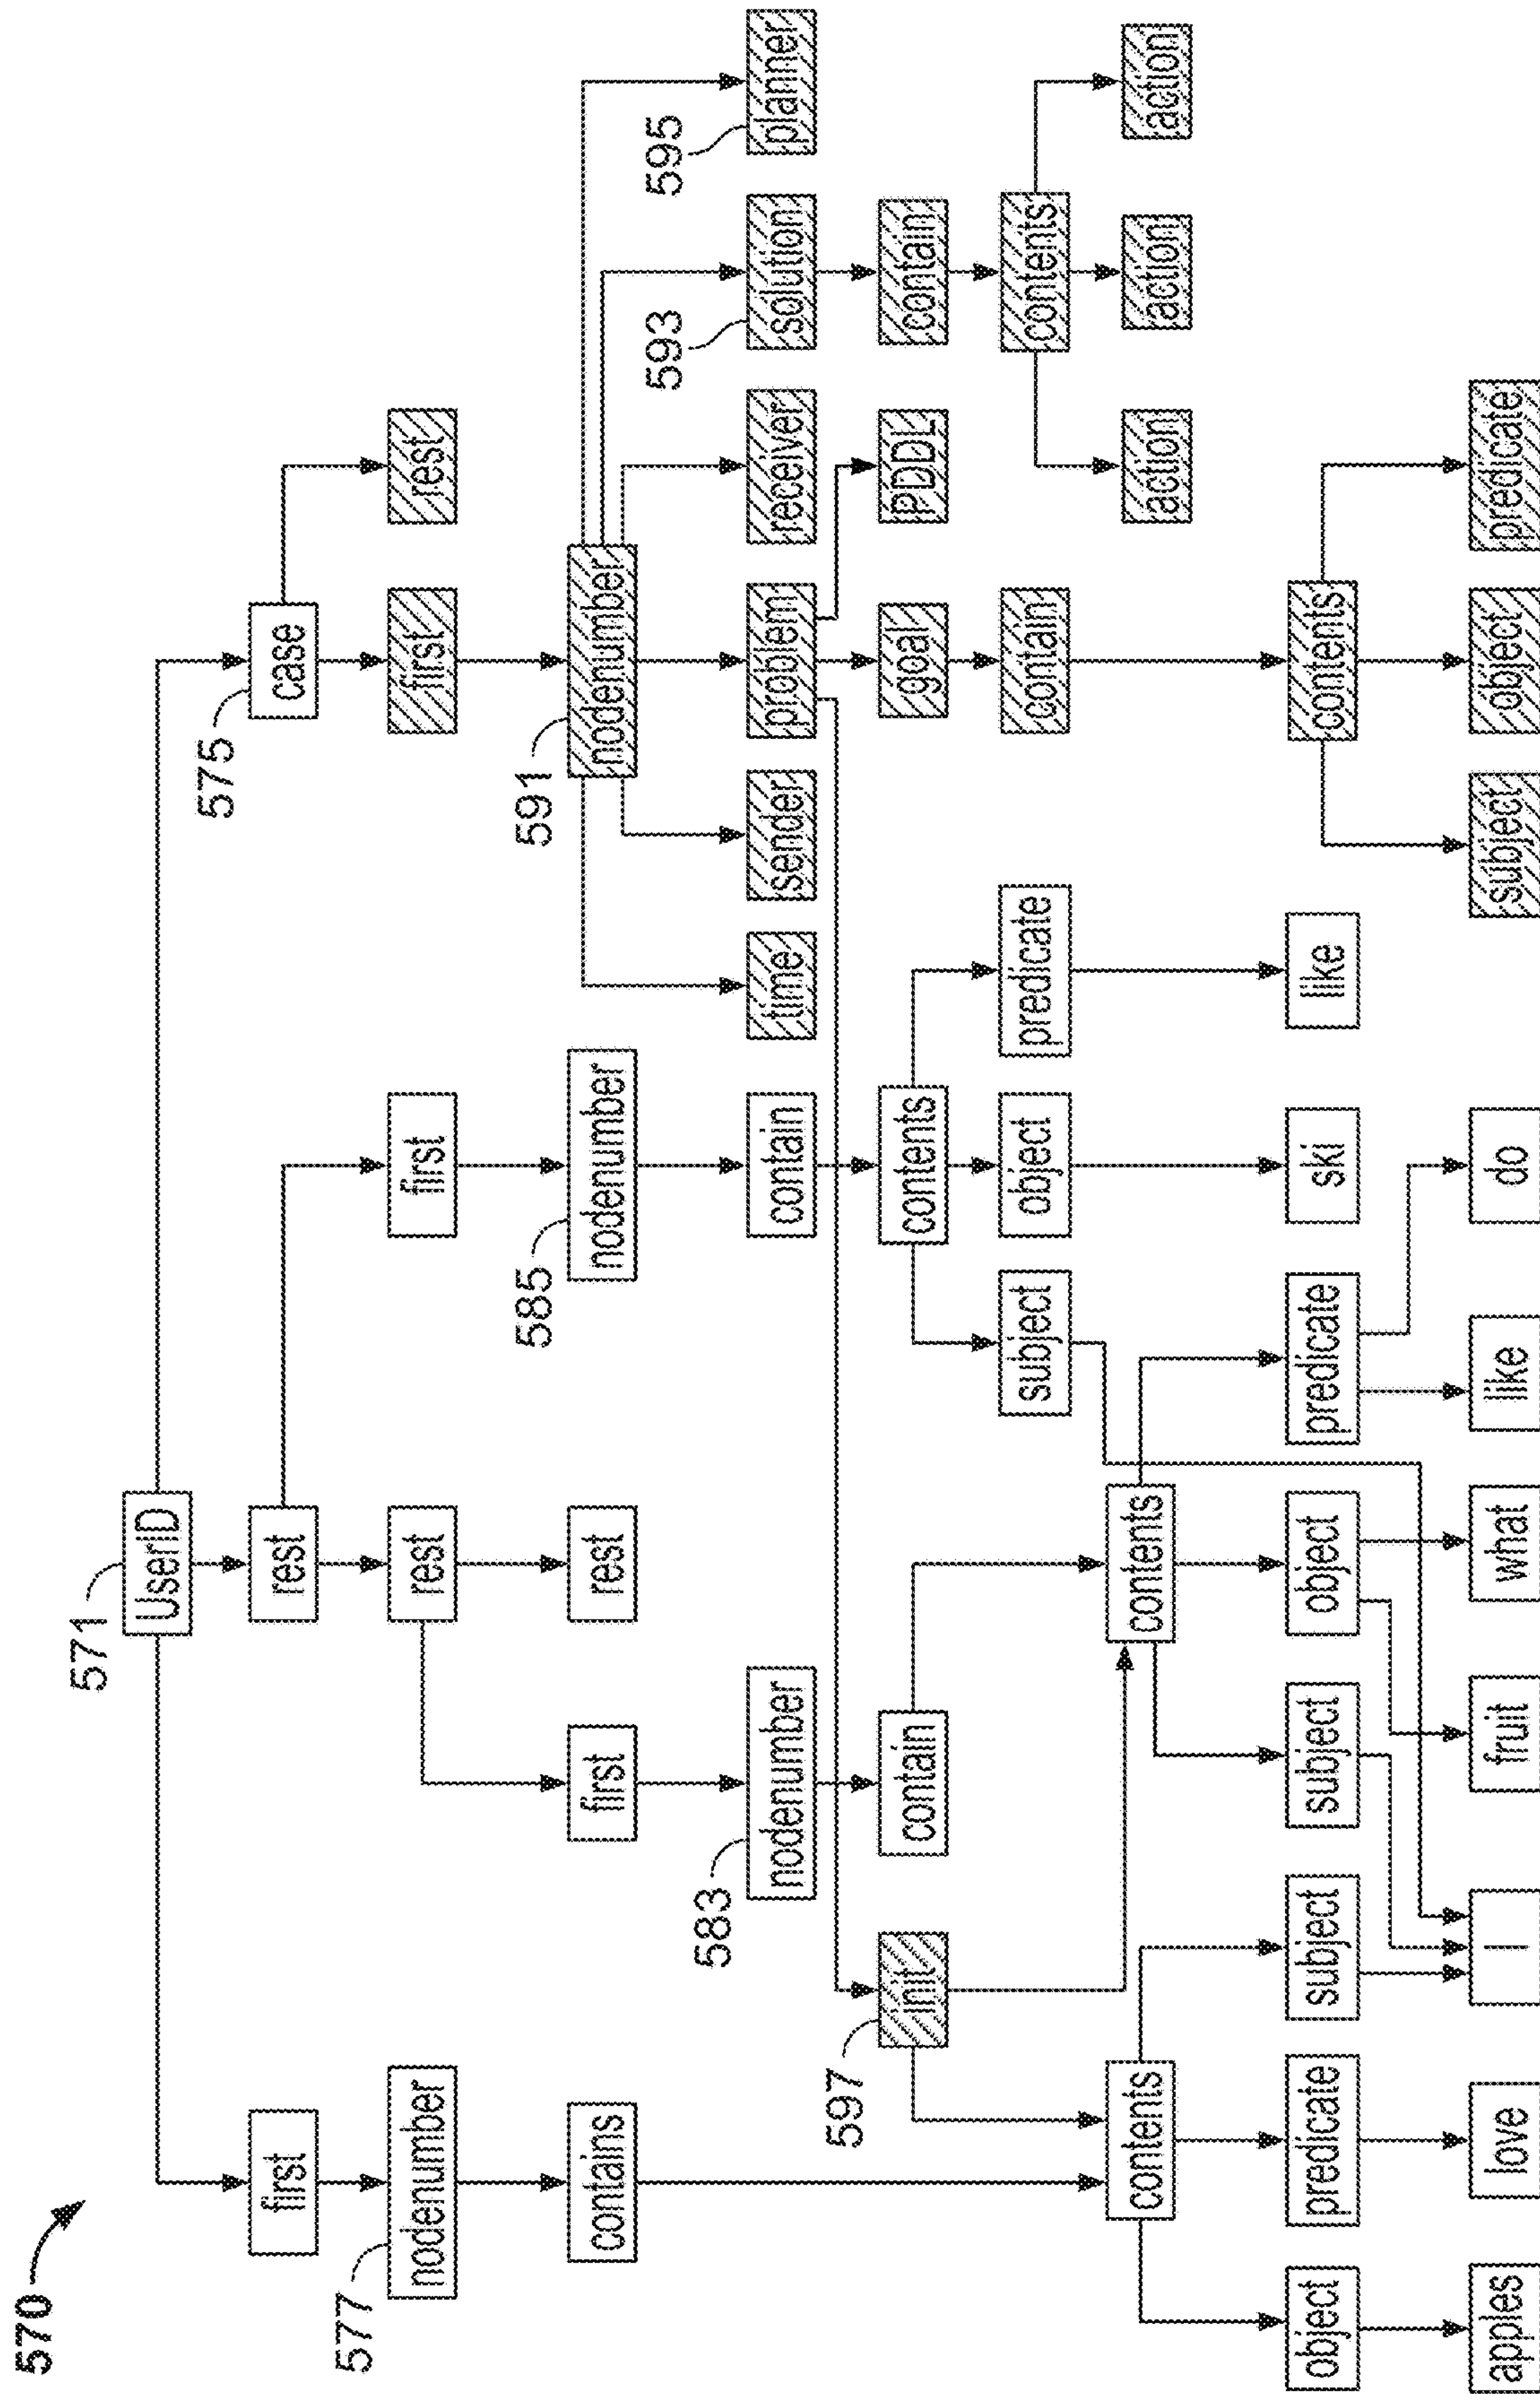 570
571
UserID
first
rest
575
case
577
nodenumber
rest
first
first
rest
contains
first
rest
585
nodenumber
591
nodenumber
583
nodenumber
contain
time
sender
problem
receiver
593
solution
595
planner
597
init
contain
contents
goal
PDDL
contain
subject
object
predicate
contain
contents
contents
contents
action
action
action
object
predicate
subject
subject
object
predicate
ski
like
contents
apples
love
I
fruit
what
like
do
subject
object
predicate